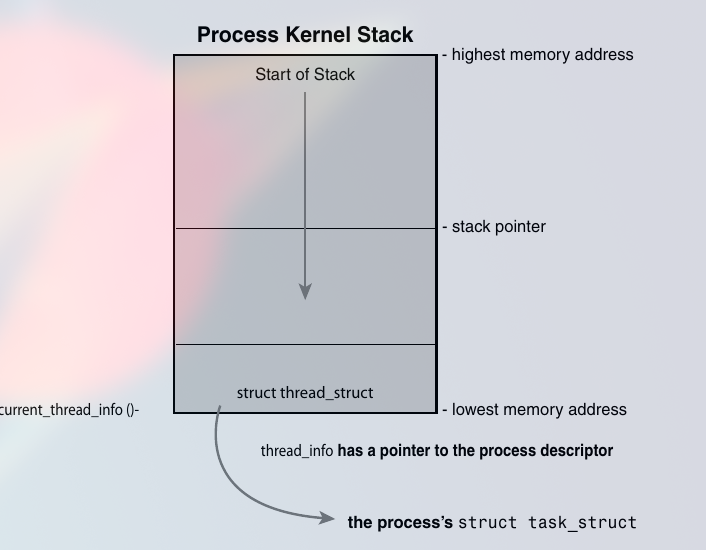 Process Kernel Stack
- highest memory address
Start of Stack
- stack pointer
struct thread_struct
current_thread_info ()-
- lowest memory address
thread_info has a pointer to the process descriptor
the process's struct task_struct